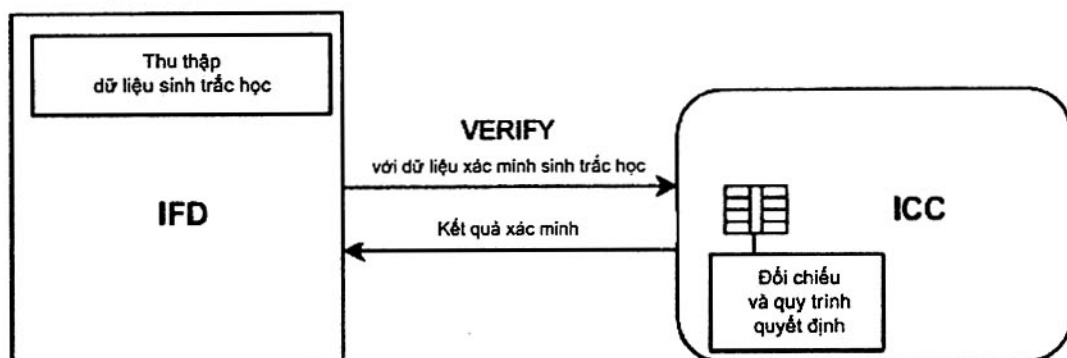 Thu thập
dữ liệu sinh trắc học
IFD
VERIFY
với dữ liệu xác minh sinh trắc học
Kết quả xác minh
ICC
Đối chiếu
và quy trình
quyết định